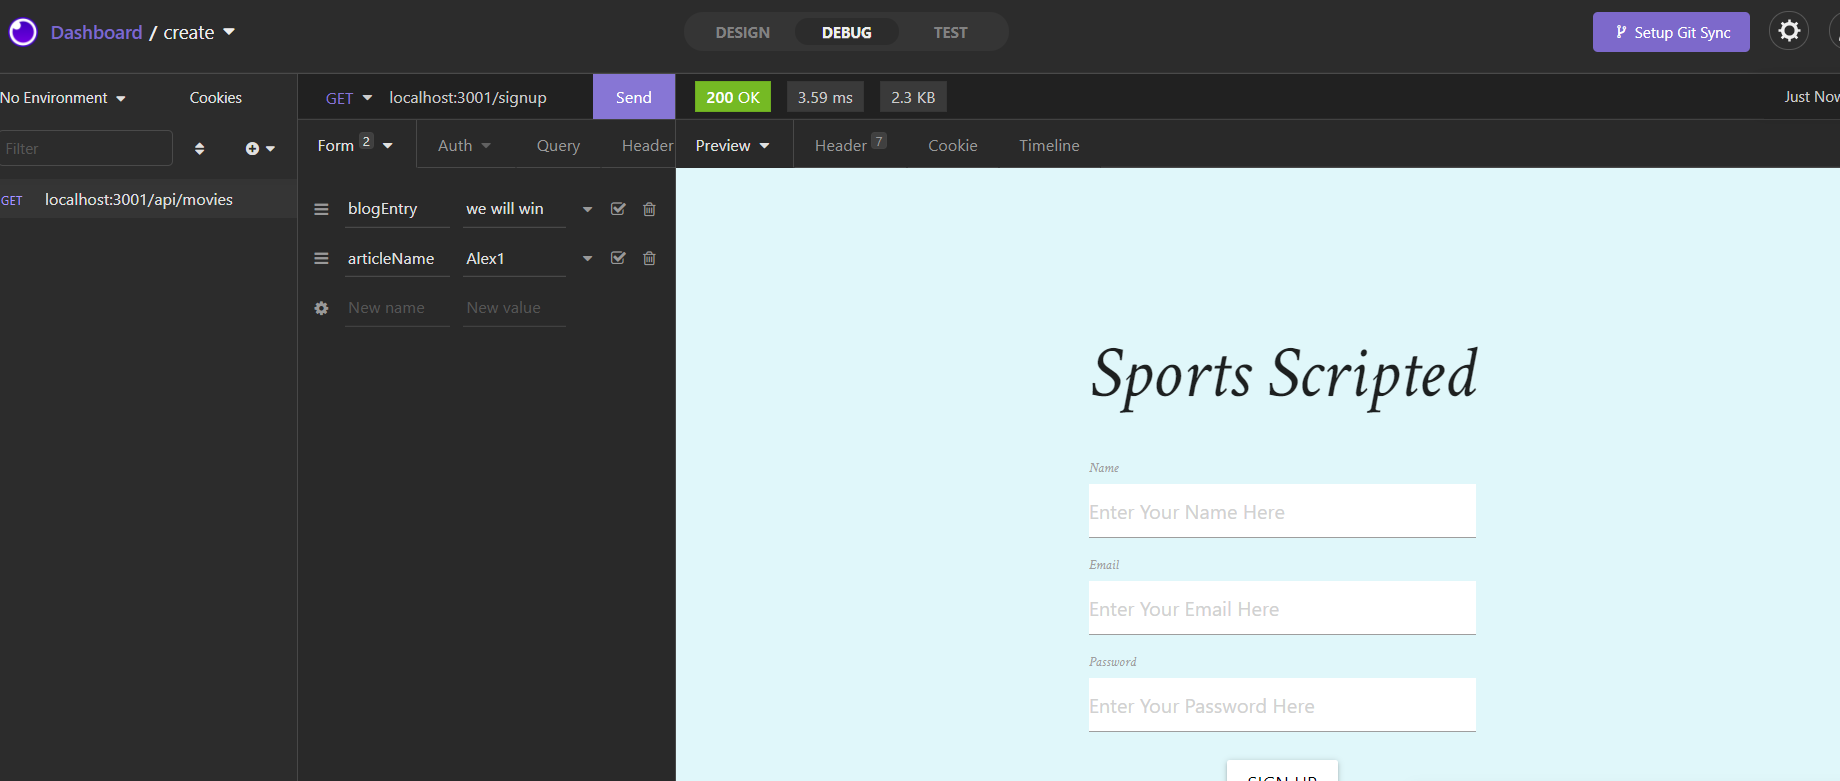 Dashboard / create
DESIGN DEBUG TEST
Setup Git Sync
No Environment Cookies
GET localhost:3001/signup Send
200 OK 3.59 ms 2.3 KB
Just Now
Filter
Form 2 Auth Query Header
Preview Header 7 Cookie Timeline
GET localhost:3001/api/movies
blogEntry we will win
articleName Alex1
New name New value
Sports Scripted
Name
Enter Your Name Here
Email
Enter Your Email Here
Password
Enter Your Password Here
SIGN UP